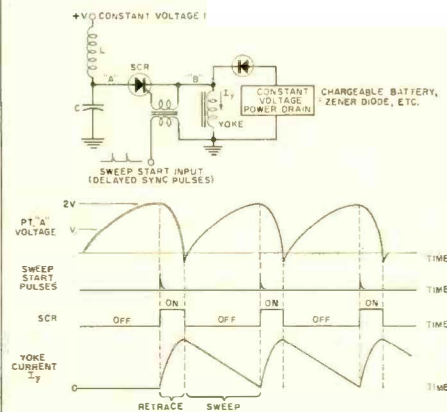 +V CONSTANT VOLTAGE
L
"A"
SCR
"B"
C
I y
YOKE
CONSTANT
VOLTAGE
POWER DRAIN
CHARGEABLE BATTERY,
ZENER DIODE, ETC.
SWEEP START INPUT
(DELAYED SYNC PULSES)
2V
PT. "A"
VOLTAGE
V
TIME
SWEEP
START
PULSES
TIME
ON
ON
ON
SCR
OFF
OFF
OFF
TIME
YOKE
CURRENT
I y
0
TIME
RETRACE
SWEEP